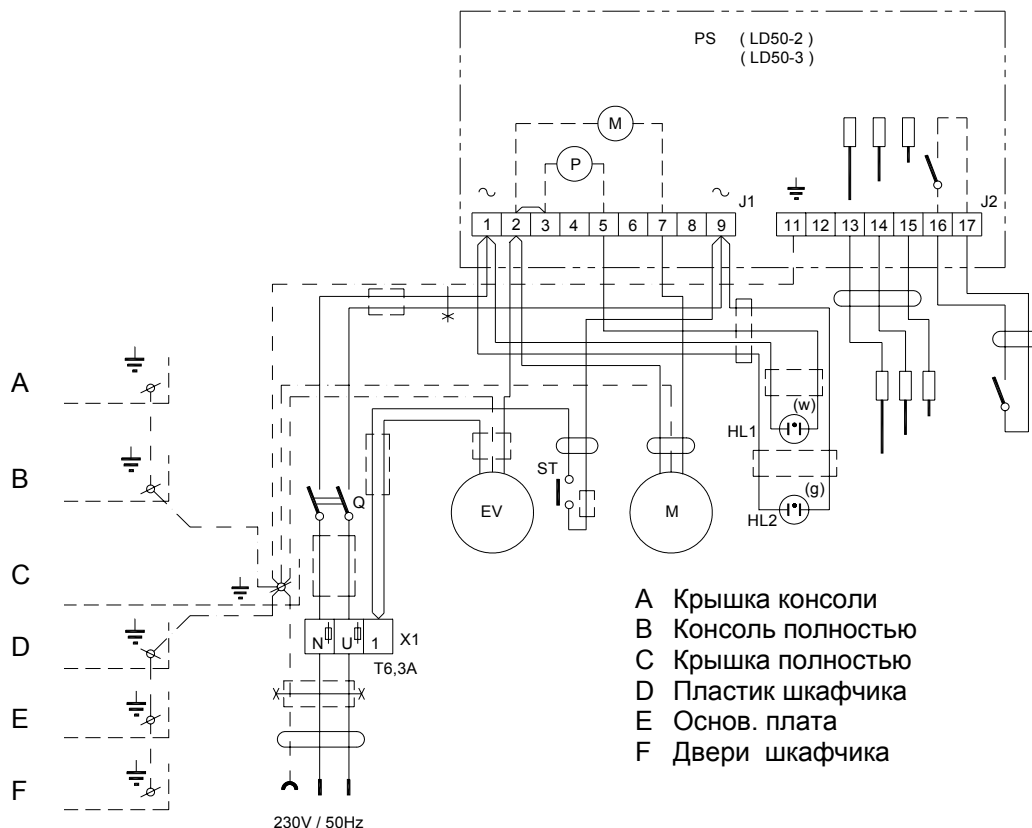 PS ( LD50-2 )
( LD50-3 )
M
P
J1
J2
1 2 3 4 5 6 7 8 9
11 12 13 14 15 16 17
A
B
C
D
E
F
(w)
HL1
ST
(g)
HL2
Q
EV
M
N U 1 X1
T6,3A
230V / 50Hz
A Крышка консоли
B Консоль полностью
C Крышка полностью
D Пластик шкафчика
E Основ. плата
F Двери шкафчика